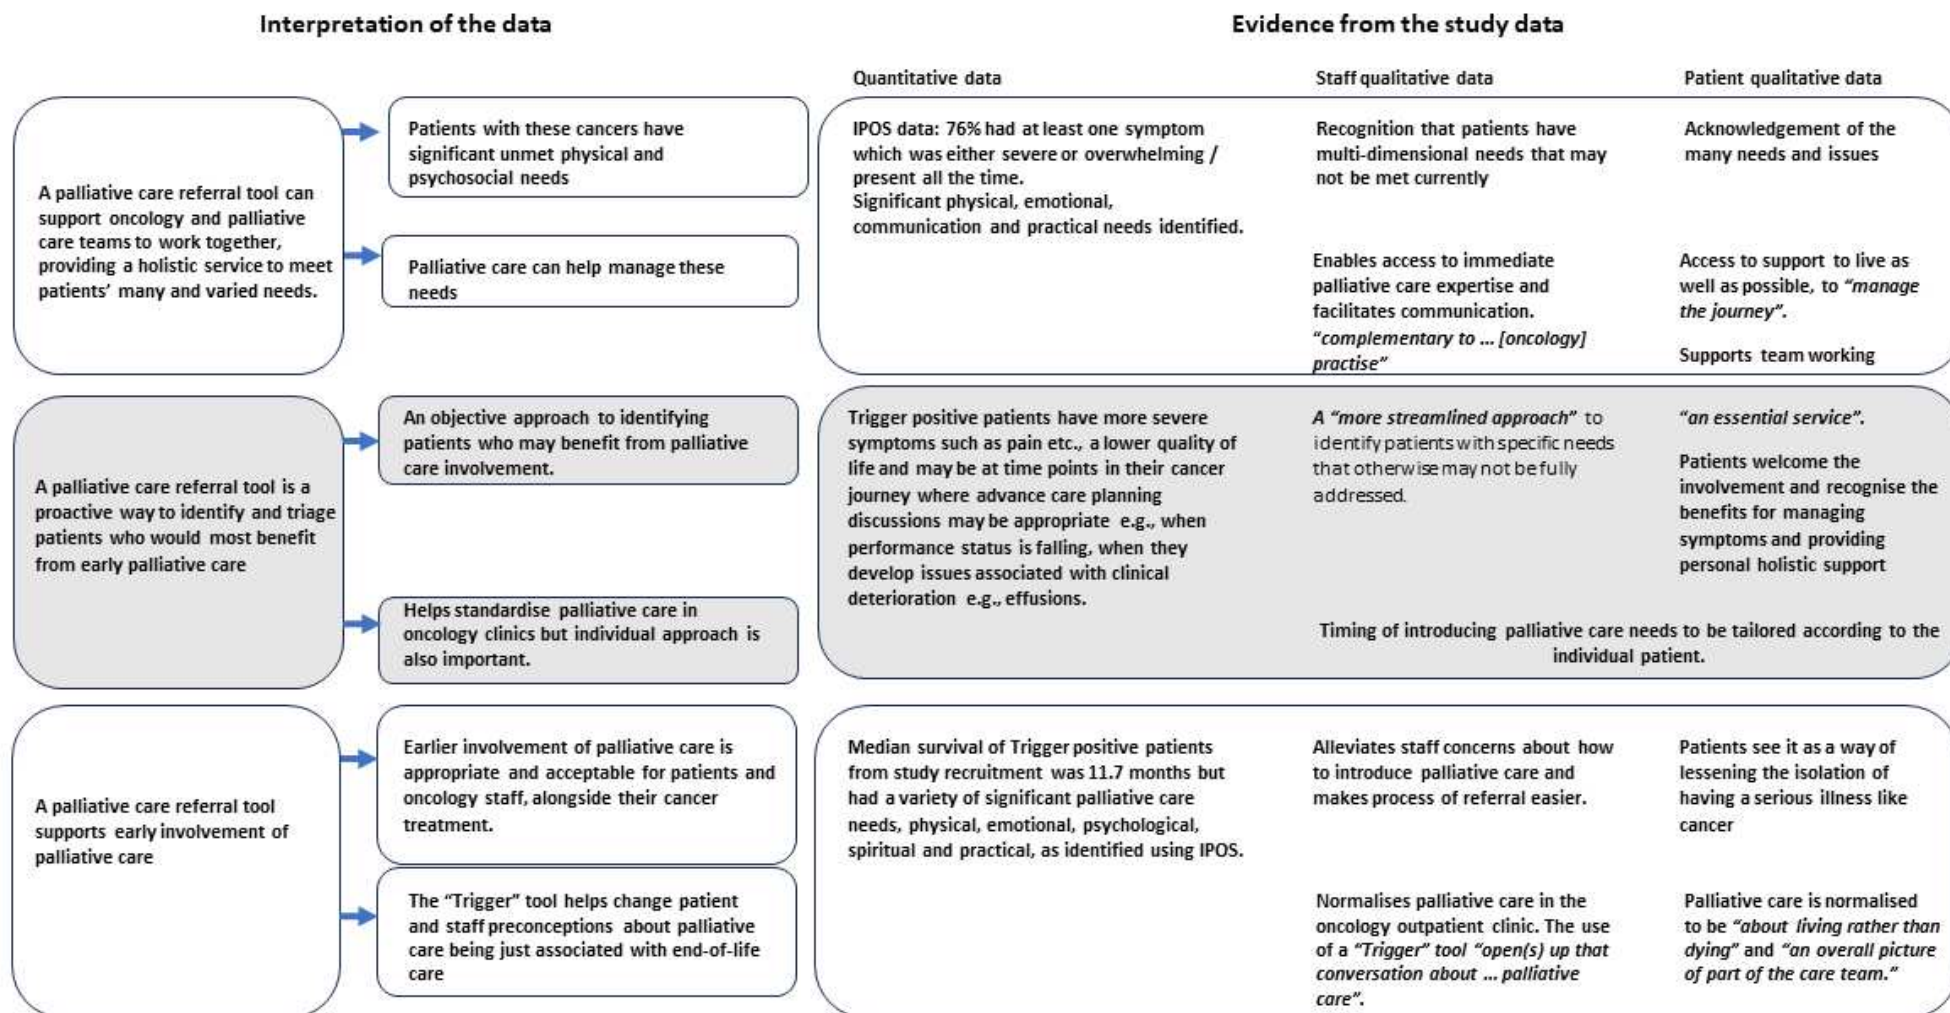 Interpretation of the data
Evidence from the study data
Quantitative data
Staff qualitative data
Patient qualitative data
A palliative care referral tool can
support oncology and palliative
care teams to work together,
providing a holistic service to meet
patients' many and varied needs.
Patients with these cancers have
significant unmet physical and
psychosocial needs
Palliative care can help manage these
needs
IPOS data: 76% had at least one symptom
which was either severe or overwhelming /
present all the time.
Significant physical, emotional,
communication and practical needs identified.
Recognition that patients have
multi-dimensional needs that may
not be met currently
Enables access to immediate
palliative care expertise and
facilitates communication.
"complementary to ... [oncology]
practise"
Acknowledgement of the
many needs and issues
Access to support to live as
well as possible, to "manage
the journey".
Supports team working
A palliative care referral tool is a
proactive way to identify and triage
patients who would most benefit
from early palliative care
An objective approach to identifying
patients who may benefit from palliative
care involvement.
Helps standardise palliative care in
oncology clinics but individual approach is
also important.
Trigger positive patients have more severe
symptoms such as pain etc., a lower quality of
life and may be at time points in their cancer
journey where advance care planning
discussions may be appropriate e.g., when
performance status is falling, when they
develop issues associated with clinical
deterioration e.g., effusions.
A "more streamlined approach" to
identify patients with specific needs
that otherwise may not be fully
addressed.
"an essential service".
Patients welcome the
involvement and recognise the
benefits for managing
symptoms and providing
personal holistic support
Timing of introducing palliative care needs to be tailored according to the
individual patient.
A palliative care referral tool
supports early involvement of
palliative care
Earlier involvement of palliative care is
appropriate and acceptable for patients and
oncology staff, alongside their cancer
treatment.
The "Trigger" tool helps change patient
and staff preconceptions about palliative
care being just associated with end-of-life
care
Median survival of Trigger positive patients
from study recruitment was 11.7 months but
had a variety of significant palliative care
needs, physical, emotional, psychological,
spiritual and practical, as identified using IPOS.
Alleviates staff concerns about how
to introduce palliative care and
makes process of referral easier.
Normalises palliative care in the
oncology outpatient clinic. The use
of a "Trigger" tool "open(s) up that
conversation about ... palliative
care".
Patients see it as a way of
lessening the isolation of
having a serious illness like
cancer
Palliative care is normalised
to be "about living rather than
dying" and "an overall picture
of part of the care team."